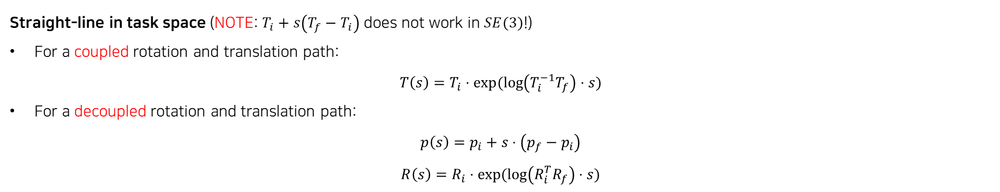 Straight-line in task space (NOTE: $T_i + s(T_f - T_i)$ does not work in $SE(3)$!)
• For a coupled rotation and translation path:
$T(s) = T_i \cdot \exp(\log(T_i^{-1} T_f) \cdot s)$
• For a decoupled rotation and translation path:
$p(s) = p_i + s \cdot (p_f - p_i)$
$R(s) = R_i \cdot \exp(\log(R_i^T R_f) \cdot s)$